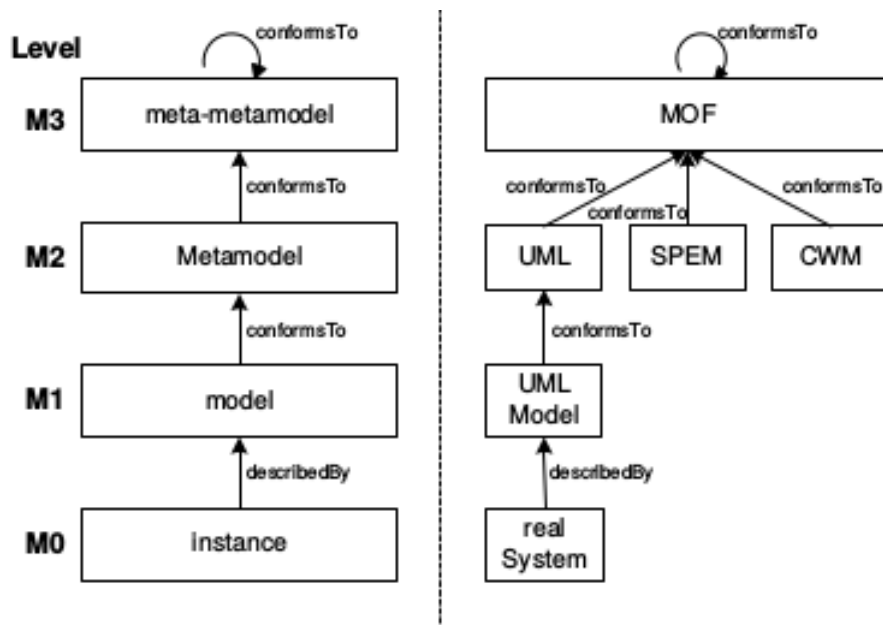 conformsTo
conformsTo
Level
M3
meta-metamodel
MOF
conformsTo
conformsTo
conformsTo
conformsTo
M2
Metamodel
UML
SPEM
CWM
conformsTo
conformsTo
M1
model
UML
Model
describedBy
describedBy
M0
instance
real
System